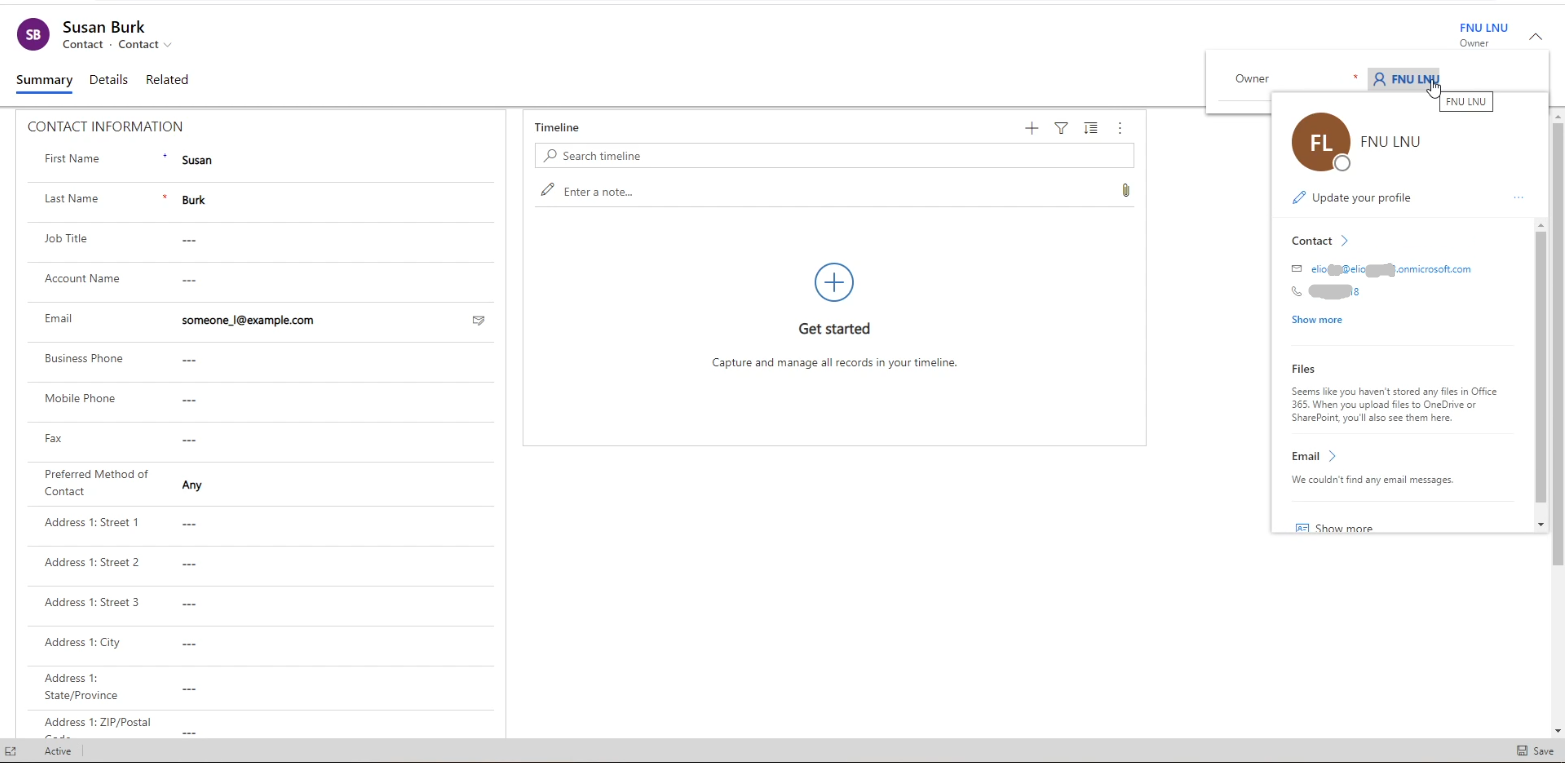 SB
Susan Burk
Contact · Contact
FNU LNU
Owner
Summary Details Related
Owner * FNU LNU
FNU LNU
CONTACT INFORMATION
First Name + Susan
Last Name * Burk
Job Title ---
Account Name ---
Email someone_l@example.com
Business Phone ---
Mobile Phone ---
Fax ---
Preferred Method of
Contact
Any
Address 1: Street 1 ---
Address 1: Street 2 ---
Address 1: Street 3 ---
Address 1: City ---
Address 1:
State/Province
---
Address 1: ZIP/Postal
Code
---
Timeline
Search timeline
Enter a note...
Get started
Capture and manage all records in your timeline.
FL
FNU LNU
Update your profile
Contact
elio @elio .onmicrosoft.com
8
Show more
Files
Seems like you haven't stored any files in Office
365. When you upload files to OneDrive or
SharePoint, you'll also see them here.
Email
We couldn't find any email messages.
Show more
Active
Save